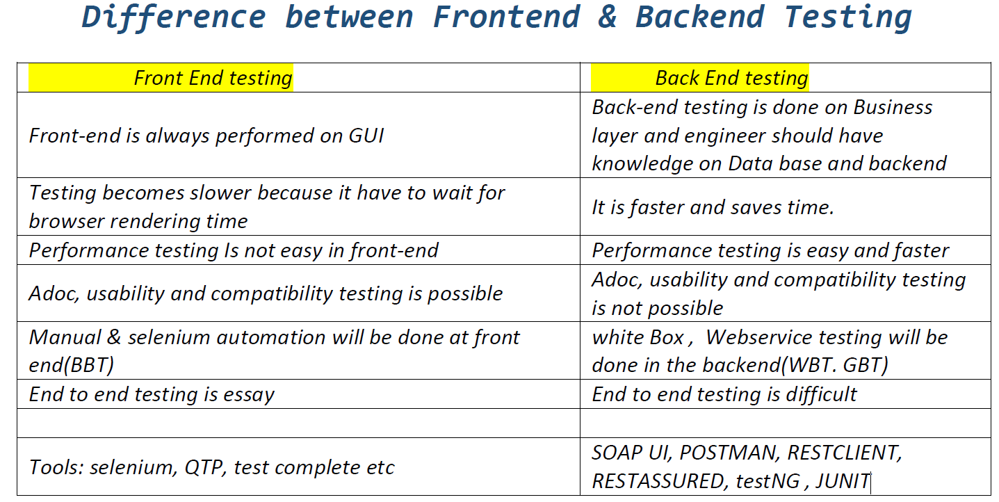 Difference between Frontend & Backend Testing
Front End testing
Back End testing
Front-end is always performed on GUI
Back-end testing is done on Business
layer and engineer should have
knowledge on Data base and backend
Testing becomes slower because it have to wait for
browser rendering time
It is faster and saves time.
Performance testing Is not easy in front-end
Performance testing is easy and faster
Adoc, usability and compatibility testing is possible
Adoc, usability and compatibility testing
is not possible
Manual & selenium automation will be done at front
end(BBT)
white Box ,  Webservice testing will be
done in the backend(WBT. GBT)
End to end testing is essay
End to end testing is difficult
Tools: selenium, QTP, test complete etc
SOAP UI, POSTMAN, RESTCLIENT,
RESTASSURED, testNG , JUNIT